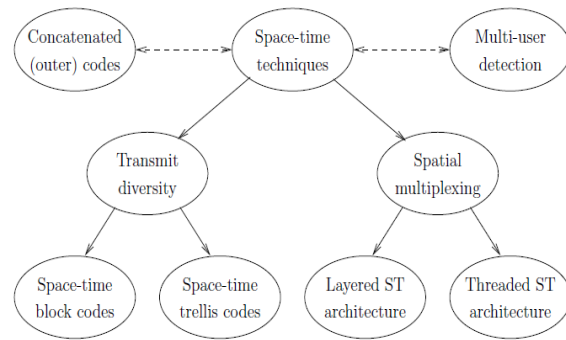 Concatenated
(outer) codes
Space-time
techniques
Multi-user
detection
Transmit
diversity
Spatial
multiplexing
Space-time
block codes
Space-time
trellis codes
Layered ST
architecture
Threaded ST
architecture